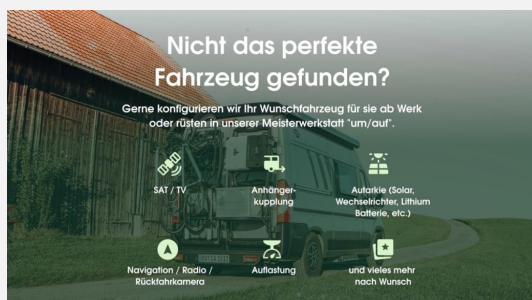 Nicht das perfekte
Fahrzeug gefunden?
Gerne konfigurieren wir Ihr Wunschfahrzeug für sie ab Werk
oder rüsten in unserer Meisterwerkstatt "um/auf".
SAT / TV
Anhänger-
kupplung
Autarkie (Solar,
Wechselrichter, Lithium
Batterie, etc.)
Navigation / Radio /
Rückfahrkamera
Auflastung
und vieles mehr
nach Wunsch